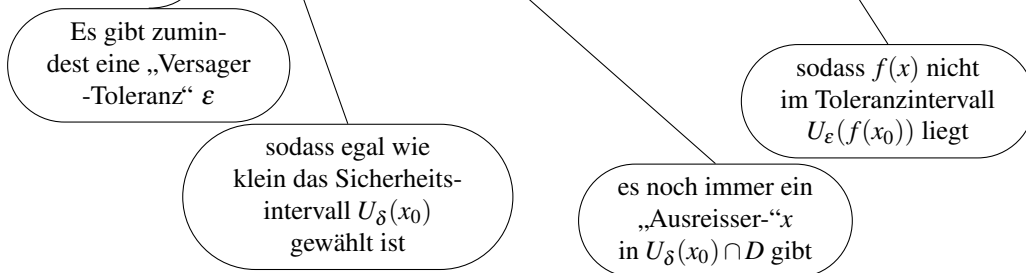 Es gibt zumin-
dest eine „Versager
-Toleranz“ ε
sodass egal wie
klein das Sicherheits-
intervall U_δ(x_0)
gewählt ist
es noch immer ein
„Ausreisser-“x
in U_δ(x_0) ∩ D gibt
sodass f(x) nicht
im Toleranzintervall
U_ε(f(x_0)) liegt